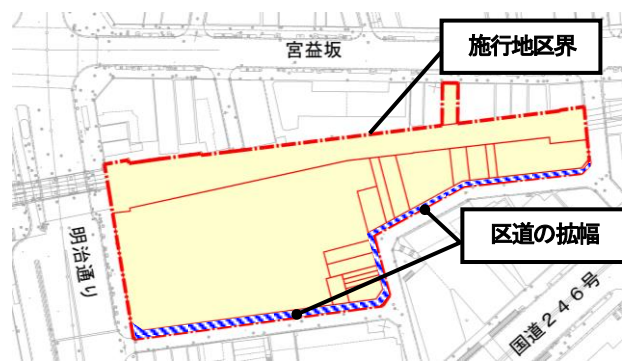 宮益坂
施行地区界
区道の拡幅
明治通り
国道246号